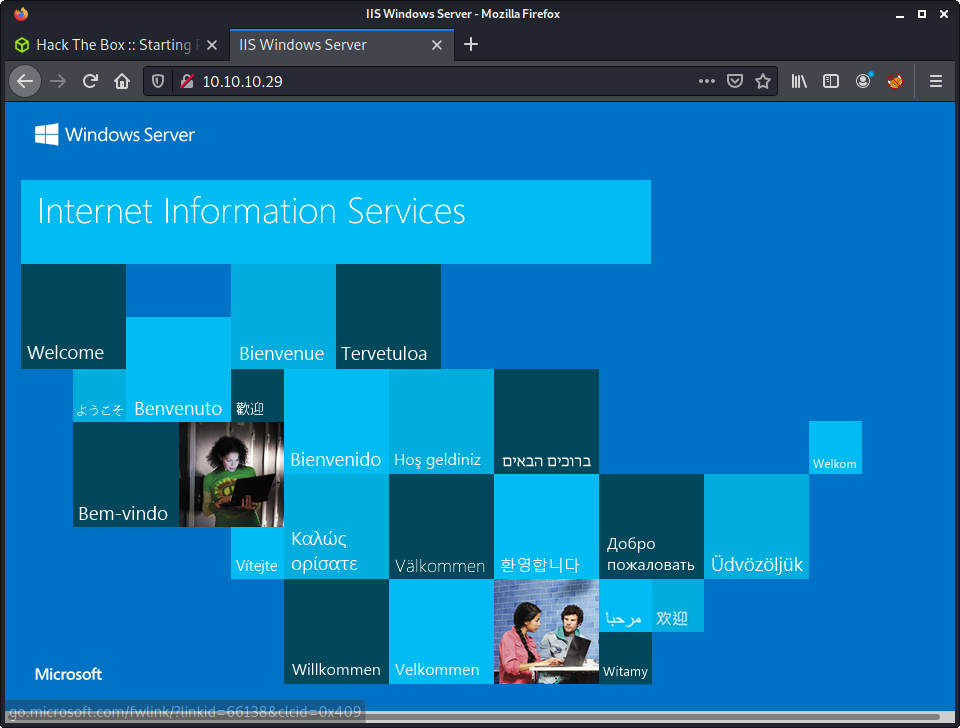 IIS Windows Server - Mozilla Firefox
Hack The Box :: Starting
IIS Windows Server
10.10.10.29
Windows Server
Internet Information Services
Welcome
Bienvenue
Tervetuloa
ようこそ
Benvenuto
歡迎
Bienvenido
Hoş geldiniz
ברוכים הבאים
Welkom
Bem-vindo
Vítejte
Καλώς
ορίσατε
Välkommen
환영합니다
Добро
пожаловать
Üdvözöljük
مرحبا
欢迎
Willkommen
Velkommen
Witamy
Microsoft
go.microsoft.com/fwlink/?linkid=66138&clcid=0x409